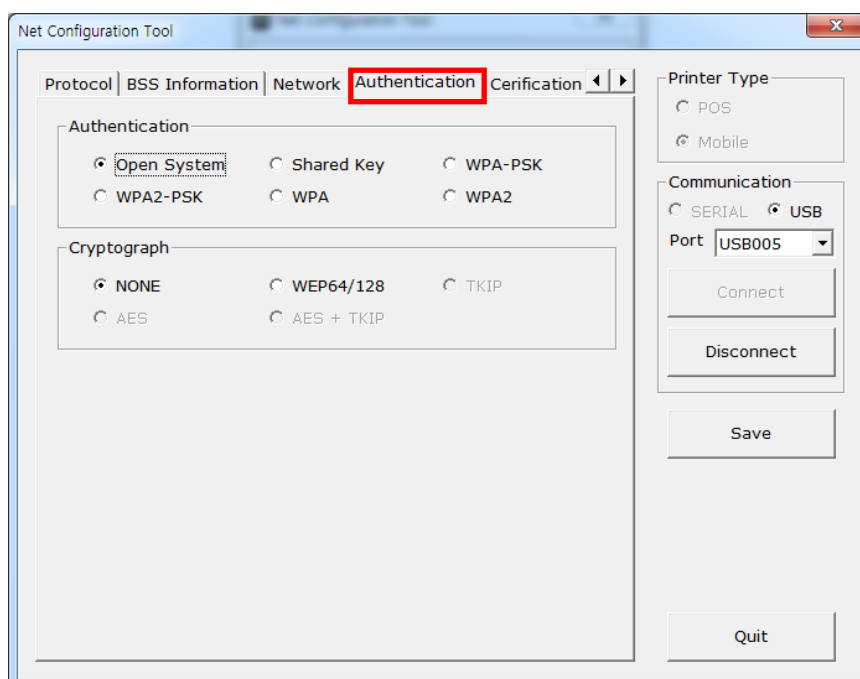 Net Configuration Tool
Protocol BSS Information Network Authentication Cerification
Authentication
Open System Shared Key WPA-PSK
WPA2-PSK WPA WPA2
Cryptograph
NONE WEP64/128 TKIP
AES AES + TKIP
Printer Type
POS
Mobile
Communication
SERIAL USB
Port USB005
Connect
Disconnect
Save
Quit